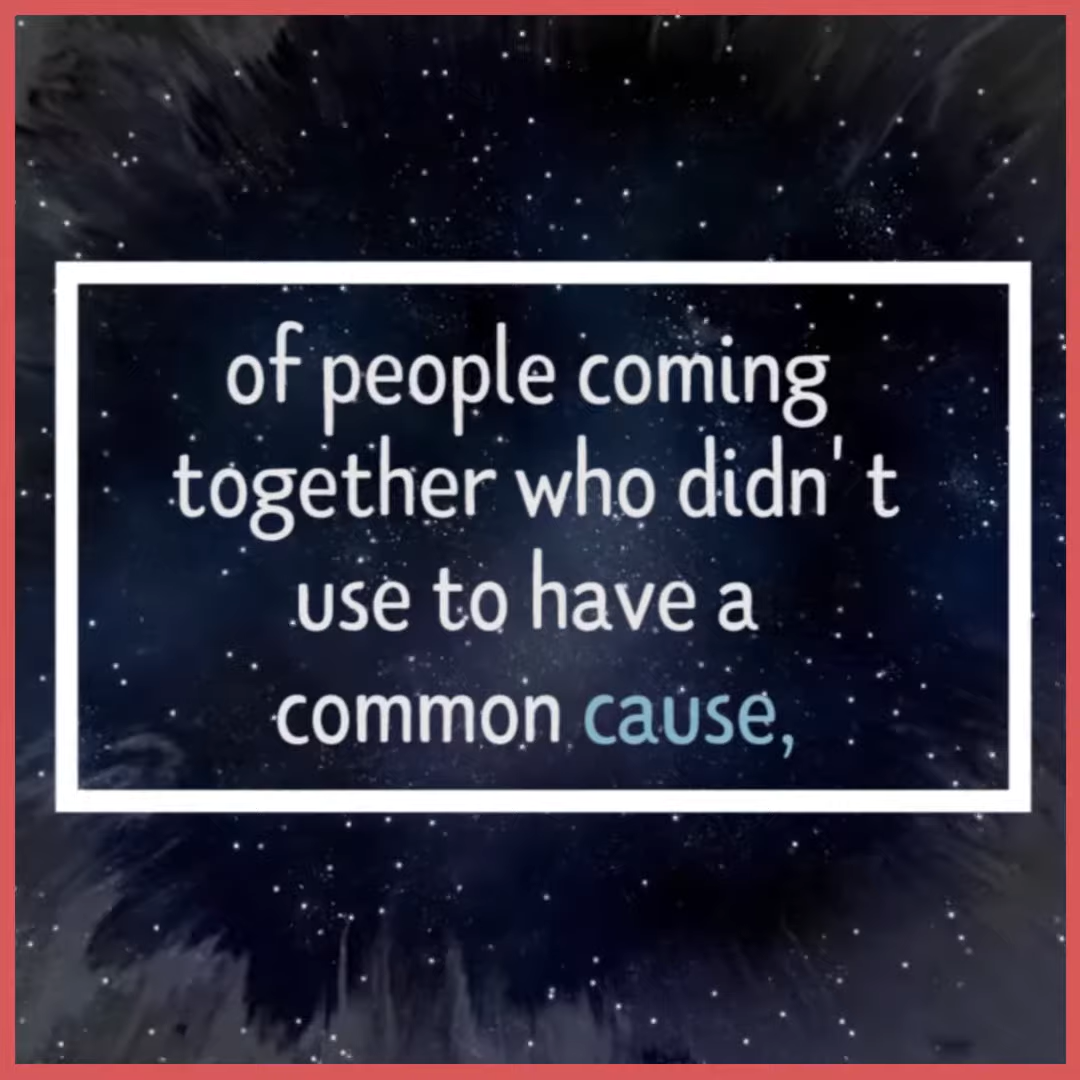 of people coming
together who didn' t
use to have a
common cause,